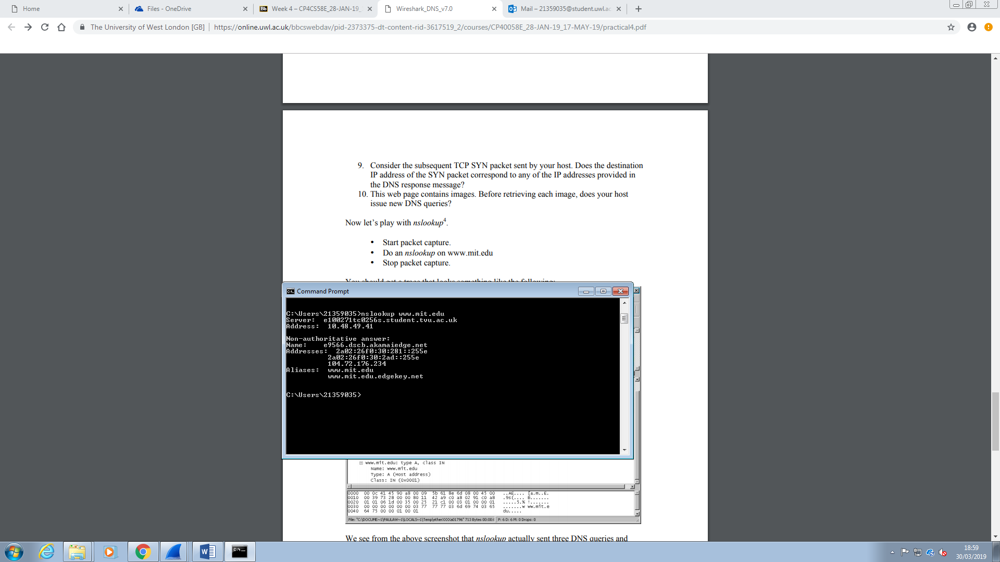 Home
Files - OneDrive
Bb Week 4 – CP4CS58E_28-JAN-19_
Wireshark_DNS_v7.0
Mail – 21359035@student.uwl.ac
The University of West London [GB]
https://online.uwl.ac.uk/bbcswebdav/pid-2373375-dt-content-rid-3617519_2/courses/CP40058E_28-JAN-19_17-MAY-19/practical4.pdf
9. Consider the subsequent TCP SYN packet sent by your host. Does the destination
IP address of the SYN packet correspond to any of the IP addresses provided in
the DNS response message?
10. This web page contains images. Before retrieving each image, does your host
issue new DNS queries?
Now let's play with nslookup4.
• Start packet capture.
• Do an nslookup on www.mit.edu
• Stop packet capture.
You should get a trace that looks something like the following:
C:\. Command Prompt
C:\Users\21359035>nslookup www.mit.edu
Server: e100271tc0256s.student.tvu.ac.uk
Address: 10.48.49.41
Non-authoritative answer:
Name: e9566.dscb.akamaiedge.net
Addresses: 2a02:26f0:30:281::255e
2a02:26f0:30:2ad::255e
104.72.176.234
Aliases: www.mit.edu
www.mit.edu.edgekey.net
C:\Users\21359035>
www.mit.edu: type A, class IN
Name: www.mit.edu
Type: A (Host address)
Class: IN (0x0001)
0000 00 0c 41 45 90 a8 00 09 5b 61 8e 6d 08 00 45 00 ..AE.... [a.m..E.
0010 00 39 73 28 00 00 80 11 42 a9 c0 a8 02 91 c0 a8 .9s(.... B.......
0020 01 01 06 1d 00 35 00 25 21 c1 00 03 01 00 00 01 .....5.% !.......
0030 00 00 00 00 00 00 03 77 77 77 03 6d 69 74 03 65 .......w ww.mit.e
0040 64 75 00 00 01 00 01 du.....
File: "C:\DOCUME~1\PAULAW~1\LOCALS~1\Temp\etherXXXXa01796" 713 Bytes 00:00:( P: 6 D: 6 M: 0 Drops: 0
We see from the above screenshot that nslookup actually sent three DNS queries and
W
C:\_
18:59
30/03/2019